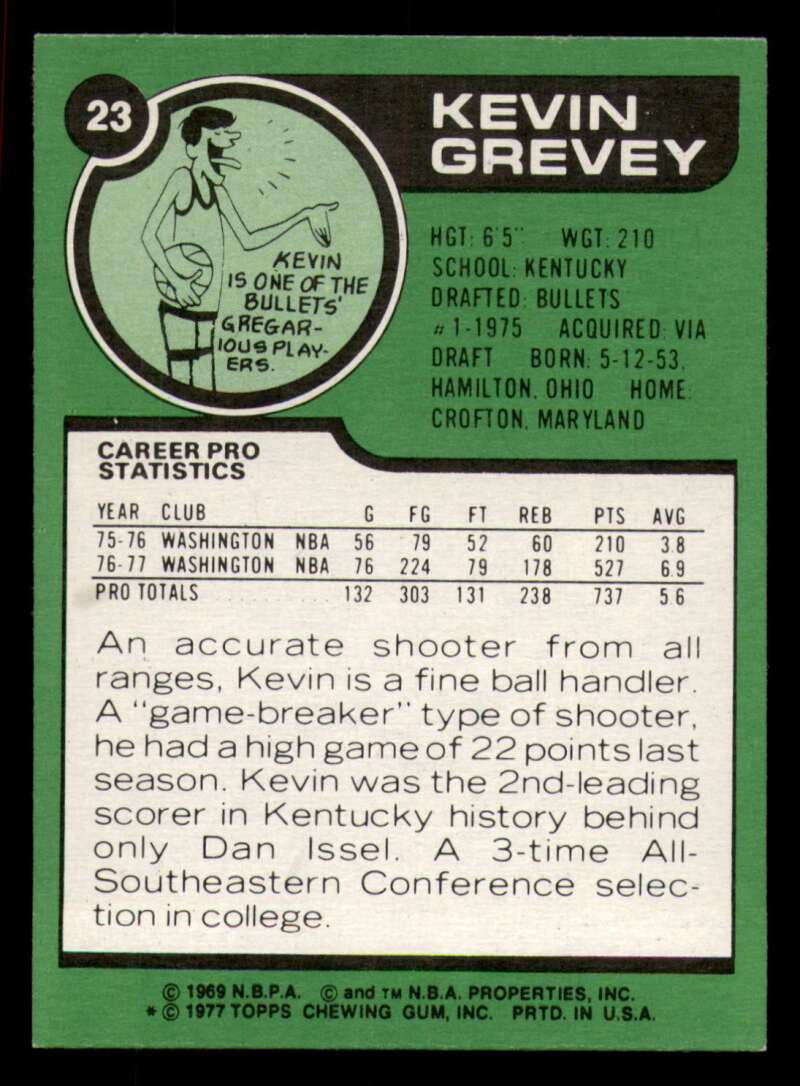 23
KEVIN
GREVEY
KEVIN
IS ONE OF THE
BULLETS'
GREGAR-
IOUS PLAY-
ERS.
HGT: 6'5" WGT: 210
SCHOOL: KENTUCKY
DRAFTED: BULLETS
#1-1975 ACQUIRED: VIA
DRAFT BORN: 5-12-53,
HAMILTON, OHIO HOME:
CROFTON, MARYLAND
CAREER PRO
STATISTICS
YEAR CLUB G FG FT REB PTS AVG
75-76 WASHINGTON NBA 56 79 52 60 210 3.8
76-77 WASHINGTON NBA 76 224 79 178 527 6.9
PRO TOTALS 132 303 131 238 737 5.6
An accurate shooter from all
ranges, Kevin is a fine ball handler.
A "game-breaker" type of shooter,
he had a high game of 22 points last
season. Kevin was the 2nd-leading
scorer in Kentucky history behind
only Dan Issel. A 3-time All-
Southeastern Conference selec-
tion in college.
© 1969 N.B.P.A. © and TM N.B.A. PROPERTIES, INC.
* © 1977 TOPPS CHEWING GUM, INC. PRTD. IN U.S.A.